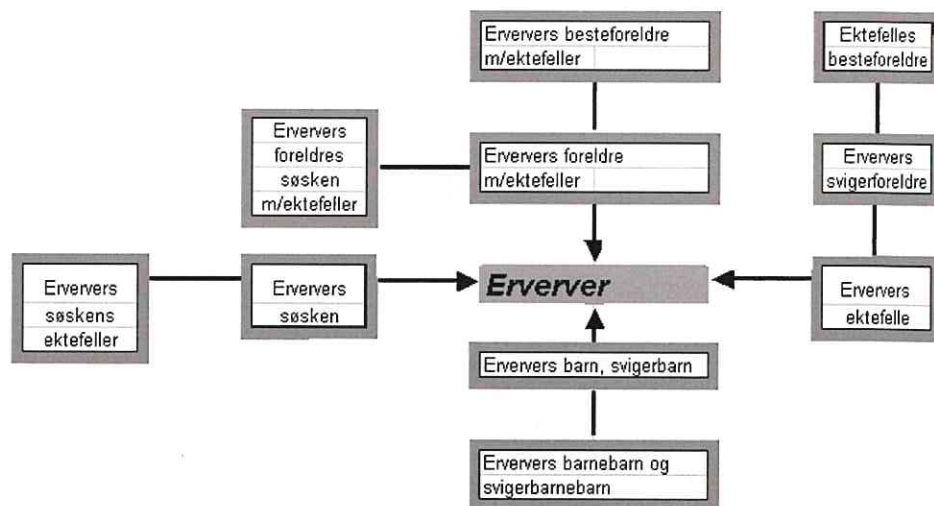 Erververs besteforeldre
m/ektefeller
Ektefelles
besteforeldre
Erververs
foreldres
søsken
m/ektefeller
Erververs foreldre
m/ektefeller
Erververs
svigerforeldre
Erververs
søskens
ektefeller
Erververs
søsken
Erverver
Erververs
ektefelle
Erververs barn, svigerbarn
Erververs barnebarn og
svigerbarnebarn